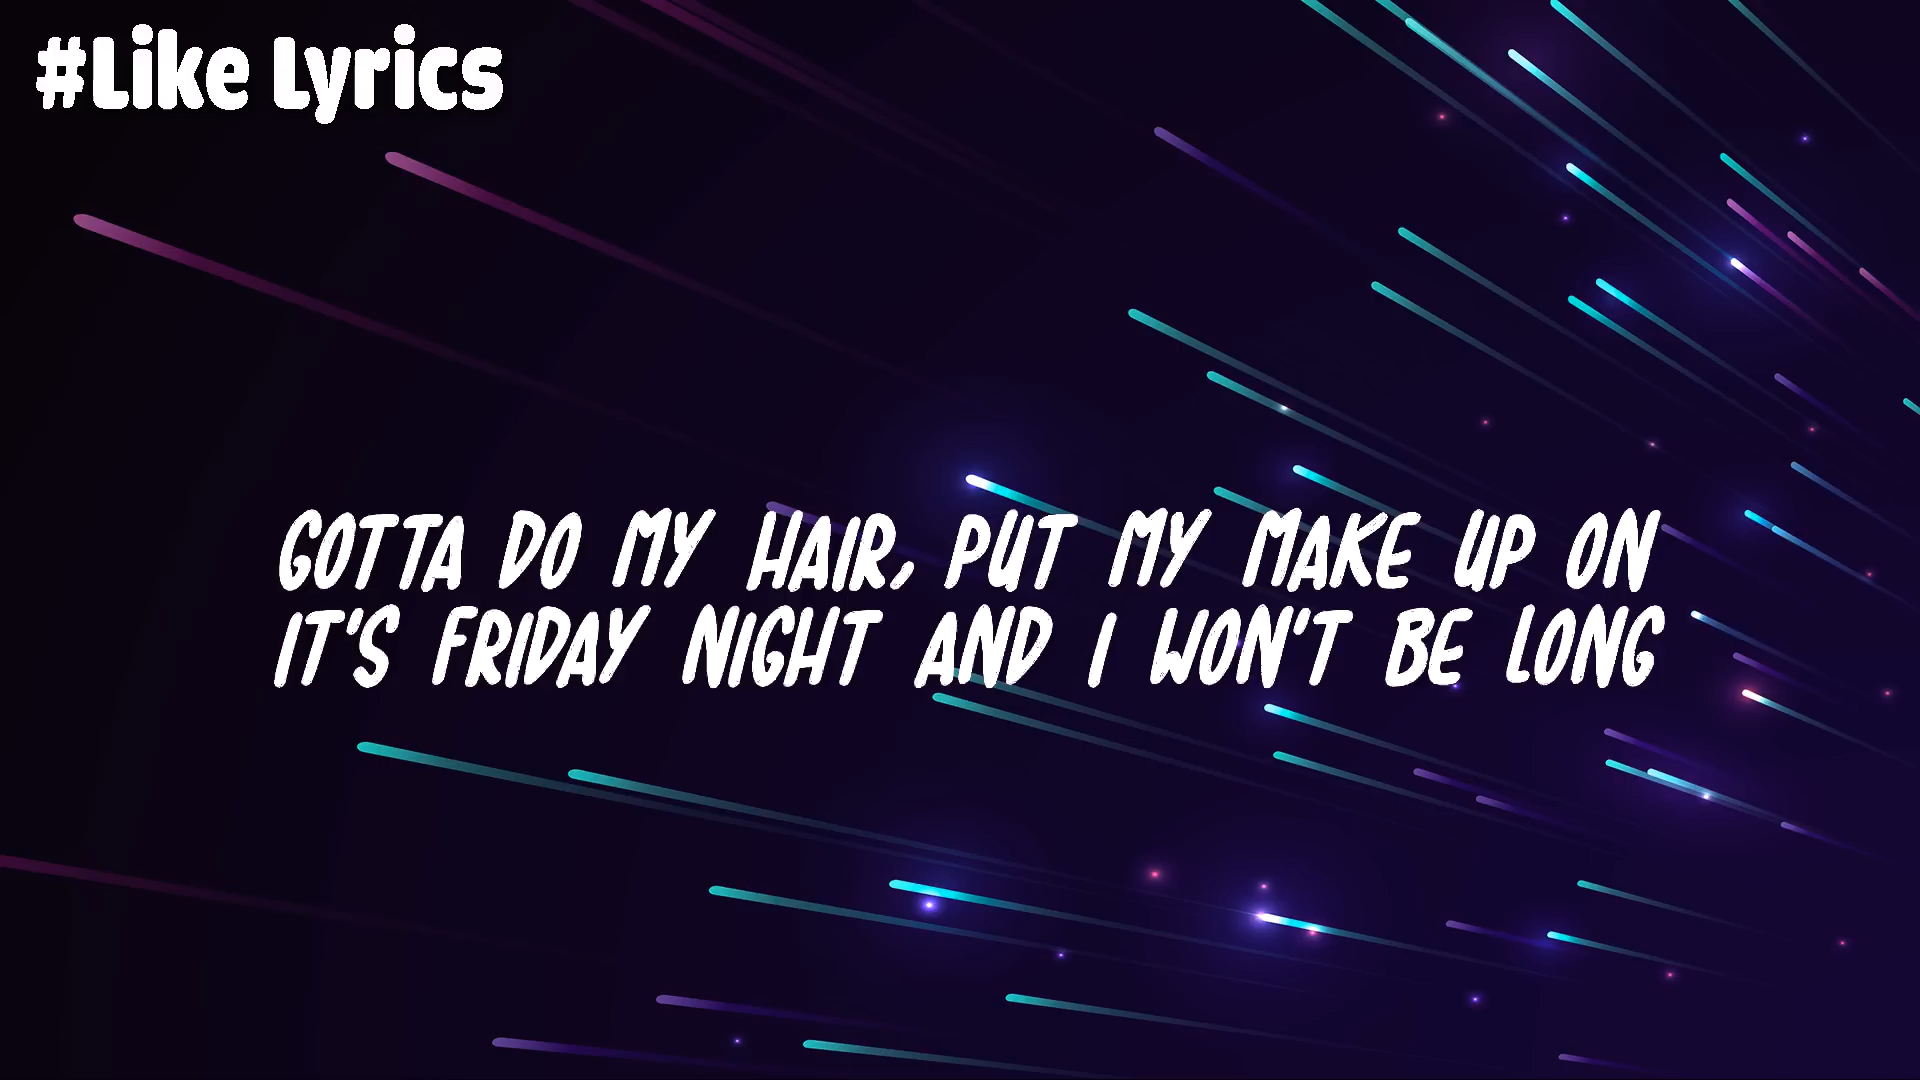 #Like Lyrics
GOTTA DO MY HAIR, PUT MY MAKE UP ON
IT'S FRIDAY NIGHT AND I WON'T BE LONG